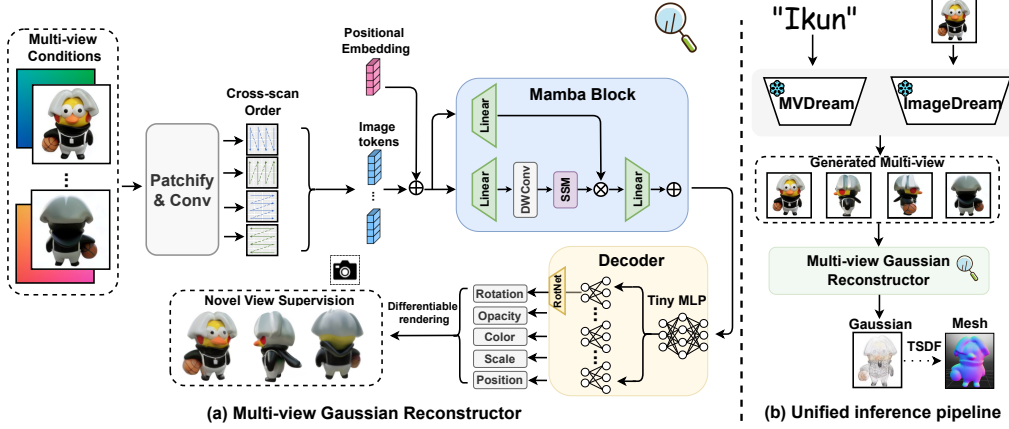 Multi-view
Conditions
Patchify
& Conv
Cross-scan
Order
Positional
Embedding
Image
tokens
Mamba Block
Linear
Linear
DWConv
SSM
Linear
Decoder
Tiny MLP
RotNet
Rotation
Opacity
Color
Scale
Position
Differentiable
rendering
Novel View Supervision
(a) Multi-view Gaussian Reconstructor
"Ikun"
MVDream
ImageDream
Generated Multi-view
Multi-view Gaussian
Reconstructor
Gaussian
TSDF
Mesh
(b) Unified inference pipeline